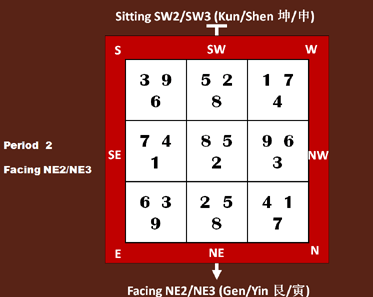 Sitting SW2/SW3 (Kun/Shen 坤/申)
S SW W
3 9 5 2 1 7
6 8 4
Period 2
7 4 8 5 9 6
SE 1 2 3 NW
Facing NE2/NE3
6 3 2 5 4 1
9 8 7
E NE N
Facing NE2/NE3 (Gen/Yin 艮/寅)